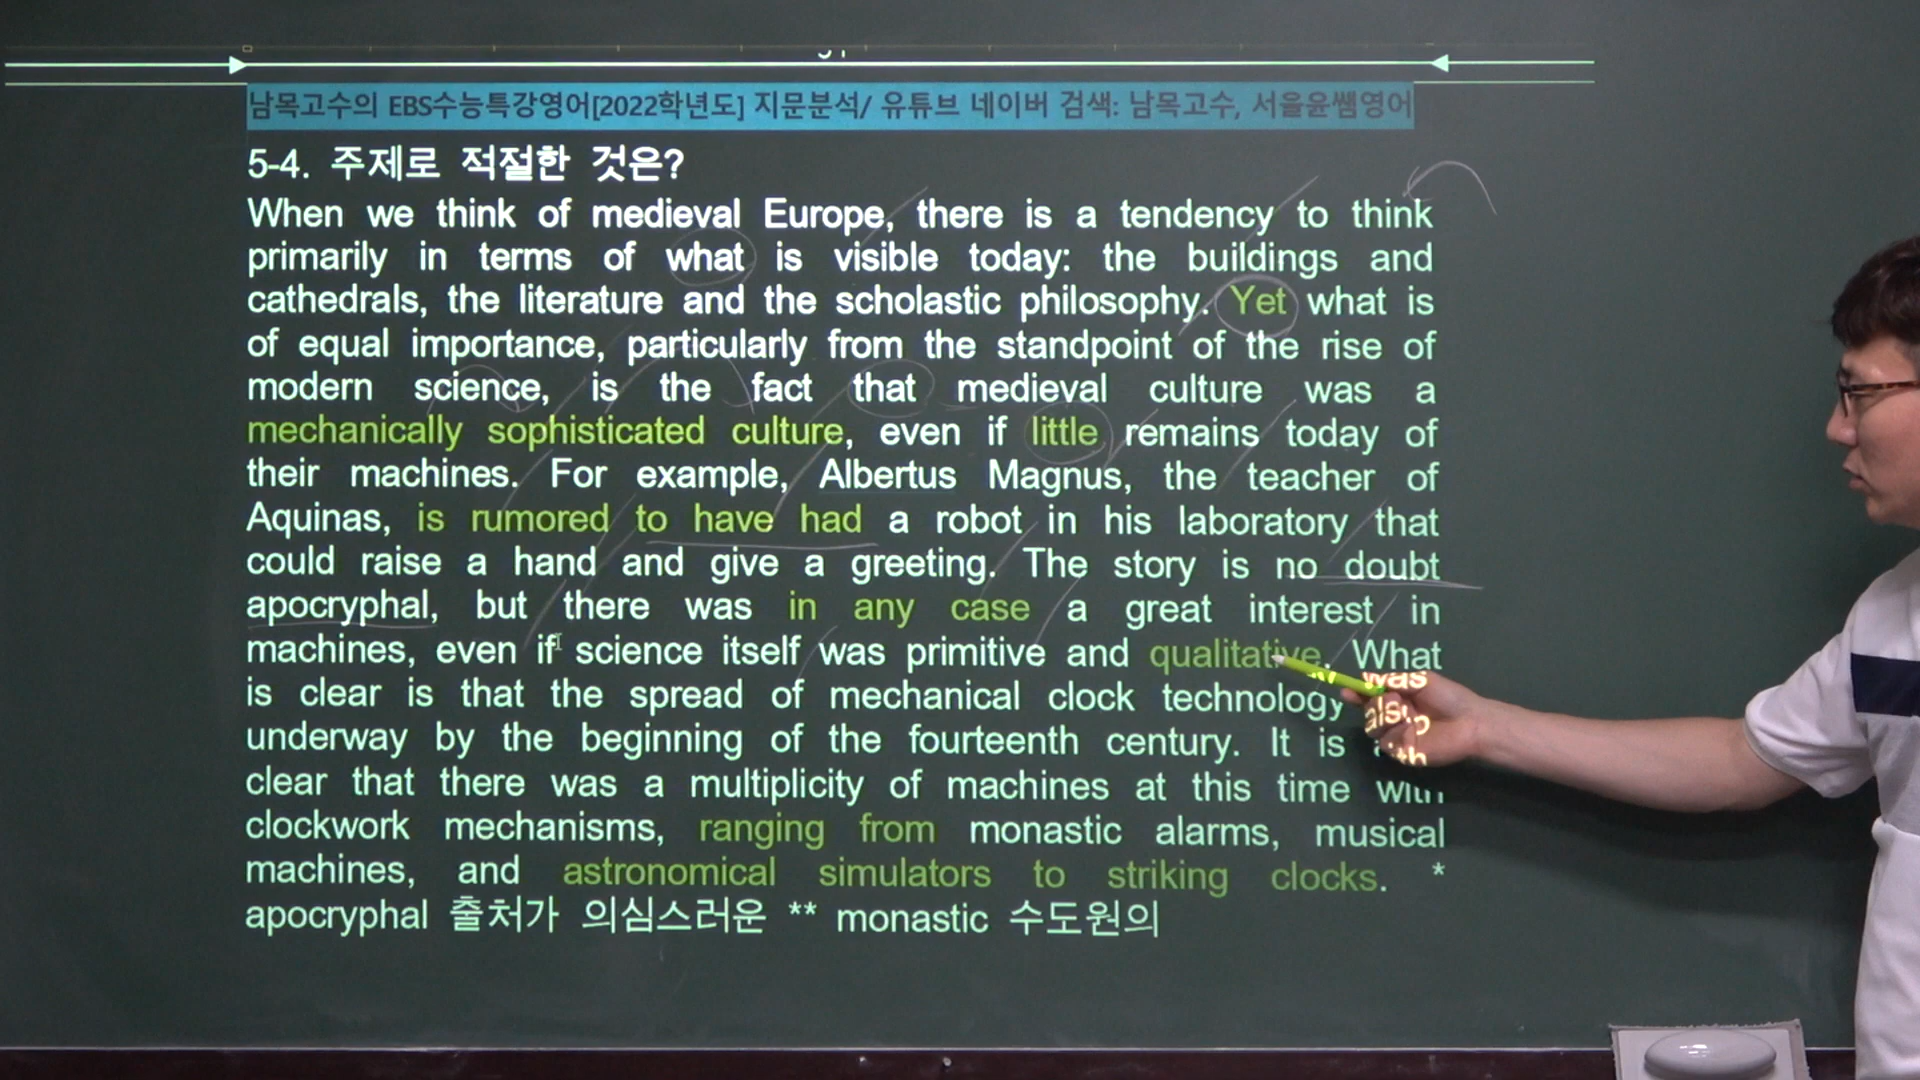 남목고수의 EBS수능특강영어[2022학년도] 지문분석/ 유튜브 네이버 검색: 남목고수, 서울윤쌤영어
5-4. 주제로 적절한 것은?
When we think of medieval Europe, there is a tendency to think
primarily in terms of what is visible today: the buildings and
cathedrals, the literature and the scholastic philosophy. Yet what is
of equal importance, particularly from the standpoint of the rise of
modern science, is the fact that medieval culture was a
mechanically sophisticated culture, even if little remains today of
their machines. For example, Albertus Magnus, the teacher of
Aquinas, is rumored to have had a robot in his laboratory that
could raise a hand and give a greeting. The story is no doubt
apocryphal, but there was in any case a great interest in
machines, even if science itself was primitive and qualitative. What
is clear is that the spread of mechanical clock technology was
underway by the beginning of the fourteenth century. It is also
clear that there was a multiplicity of machines at this time with
clockwork mechanisms, ranging from monastic alarms, musical
machines, and astronomical simulators to striking clocks. *
apocryphal 출처가 의심스러운 ** monastic 수도원의